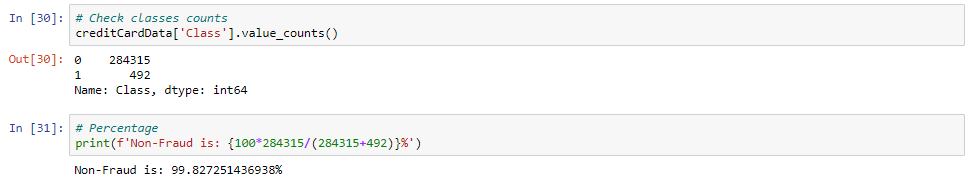 In [30]: # Check classes counts
creditCardData['Class'].value_counts()
Out[30]: 0    284315
1       492
Name: Class, dtype: int64
In [31]: # Percentage
print(f'Non-Fraud is: {100*284315/(284315+492)}%')
Non-Fraud is: 99.827251436938%